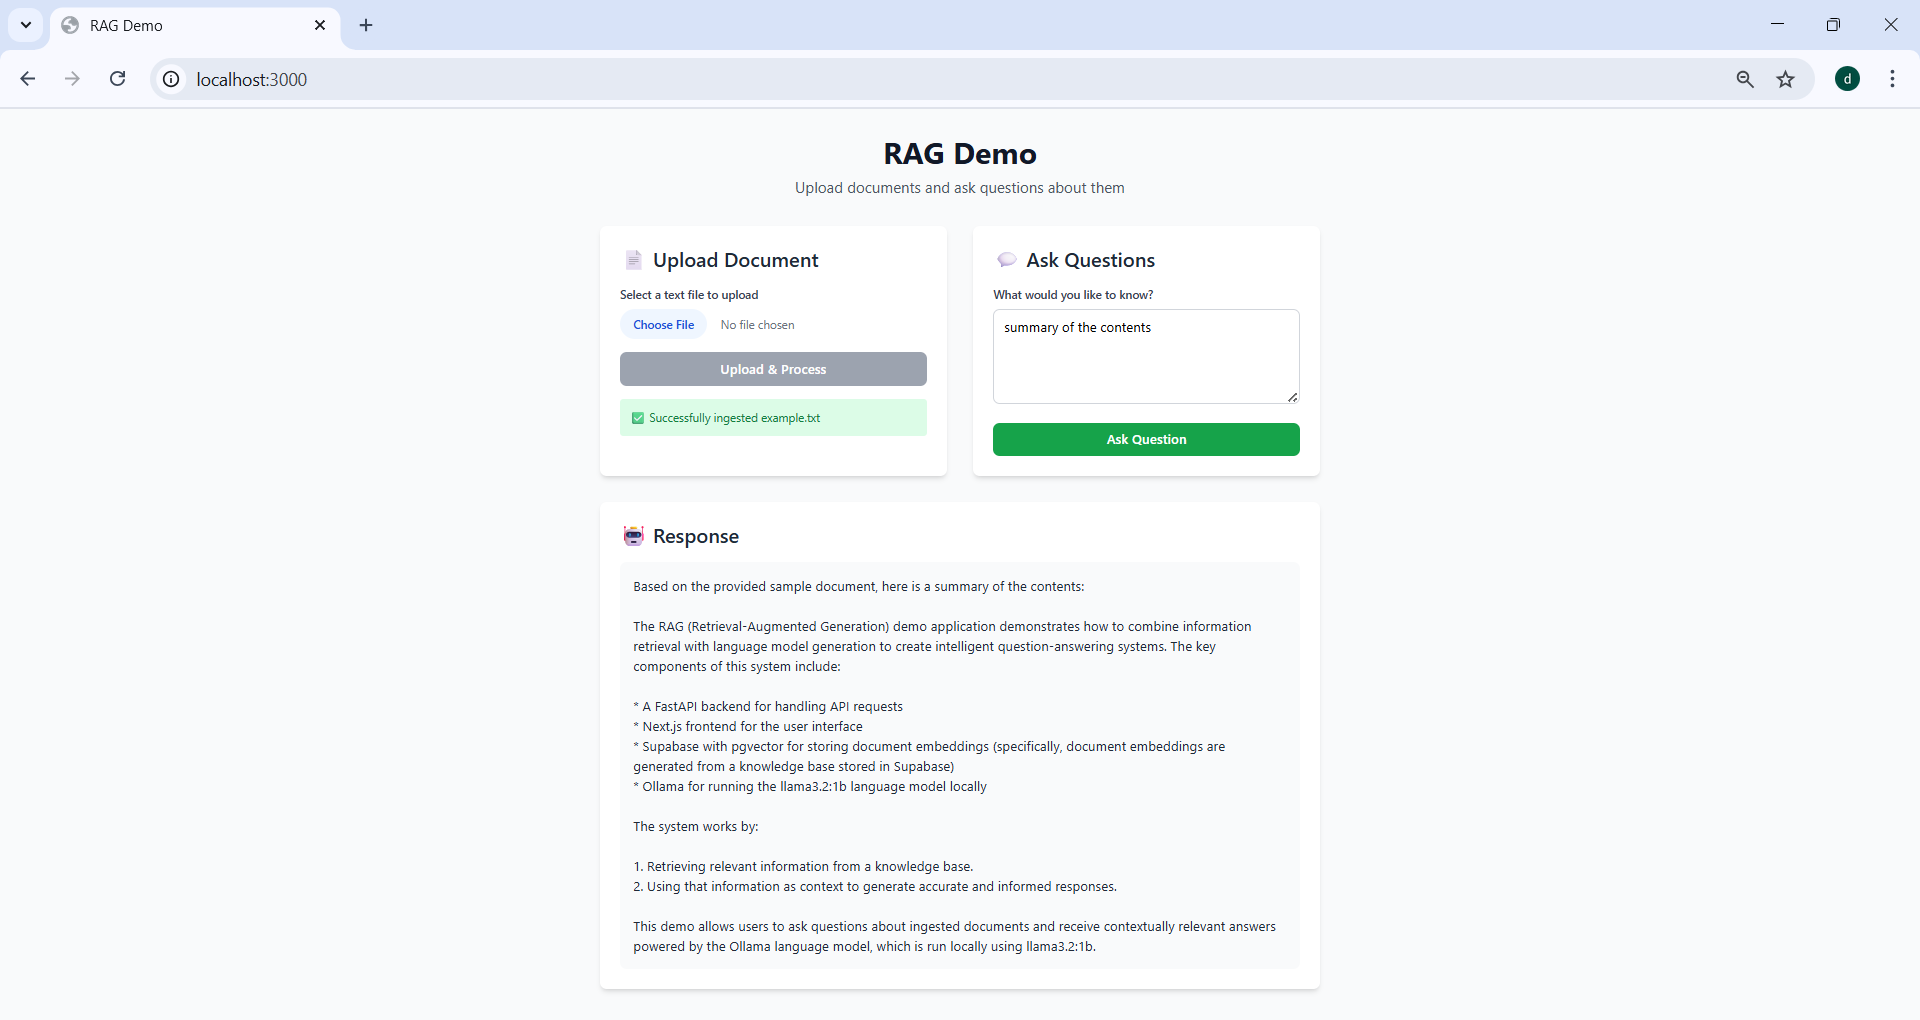 RAG Demo
localhost:3000
d
RAG Demo
Upload documents and ask questions about them
Upload Document
Select a text file to upload
Choose File No file chosen
Upload & Process
Successfully ingested example.txt
Ask Questions
What would you like to know?
summary of the contents
Ask Question
Response
Based on the provided sample document, here is a summary of the contents:
The RAG (Retrieval-Augmented Generation) demo application demonstrates how to combine information
retrieval with language model generation to create intelligent question-answering systems. The key
components of this system include:
* A FastAPI backend for handling API requests
* Next.js frontend for the user interface
* Supabase with pgvector for storing document embeddings (specifically, document embeddings are
generated from a knowledge base stored in Supabase)
* Ollama for running the llama3.2:1b language model locally
The system works by:
1. Retrieving relevant information from a knowledge base.
2. Using that information as context to generate accurate and informed responses.
This demo allows users to ask questions about ingested documents and receive contextually relevant answers
powered by the Ollama language model, which is run locally using llama3.2:1b.